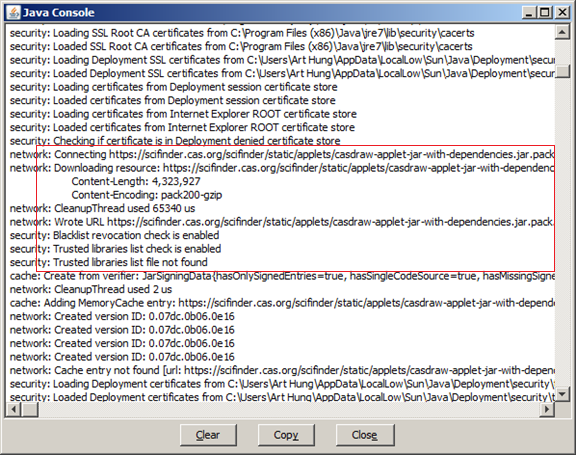 Java Console
security: Loading SSL Root CA certificates from C:\Program Files (x86)\Java\jre7\lib\security\cacerts
security: Loaded SSL Root CA certificates from C:\Program Files (x86)\Java\jre7\lib\security\cacerts
security: Loading Deployment SSL certificates from C:\Users\Art Hung\AppData\LocalLow\Sun\Java\Deployment\secur
security: Loaded Deployment SSL certificates from C:\Users\Art Hung\AppData\LocalLow\Sun\Java\Deployment\secur
security: Loading certificates from Deployment session certificate store
security: Loaded certificates from Deployment session certificate store
security: Loading certificates from Internet Explorer ROOT certificate store
security: Loaded certificates from Internet Explorer ROOT certificate store
security: Checking if certificate is in Deployment denied certificate store
network: Connecting https://scifinder.cas.org/scifinder/static/applets/casdraw-applet-jar-with-dependencies.jar.pack
network: Downloading resource: https://scifinder.cas.org/scifinder/static/applets/casdraw-applet-jar-with-dependenc
Content-Length: 4,323,927
Content-Encoding: pack200-gzip
network: CleanupThread used 65340 us
network: Wrote URL https://scifinder.cas.org/scifinder/static/applets/casdraw-applet-jar-with-dependencies.jar.pack.
security: Blacklist revocation check is enabled
security: Trusted libraries list check is enabled
security: Trusted libraries list file not found
cache: Create from verifier: JarSigningData{hasOnlySignedEntries=true, hasSingleCodeSource=true, hasMissingSigne
network: CleanupThread used 2 us
cache: Adding MemoryCache entry: https://scifinder.cas.org/scifinder/static/applets/casdraw-applet-jar-with-depend
network: Created version ID: 0.07dc.0b06.0e16
network: Created version ID: 0.07dc.0b06.0e16
network: Created version ID: 0.07dc.0b06.0e16
network: Created version ID: 0.07dc.0b06.0e16
network: Cache entry not found [url: https://scifinder.cas.org/scifinder/static/applets/casdraw-applet-jar-with-depen
security: Loading Deployment certificates from C:\Users\Art Hung\AppData\LocalLow\Sun\Java\Deployment\security\t
security: Loaded Deployment certificates from C:\Users\Art Hung\AppData\LocalLow\Sun\Java\Deployment\security\t
Clear Copy Close